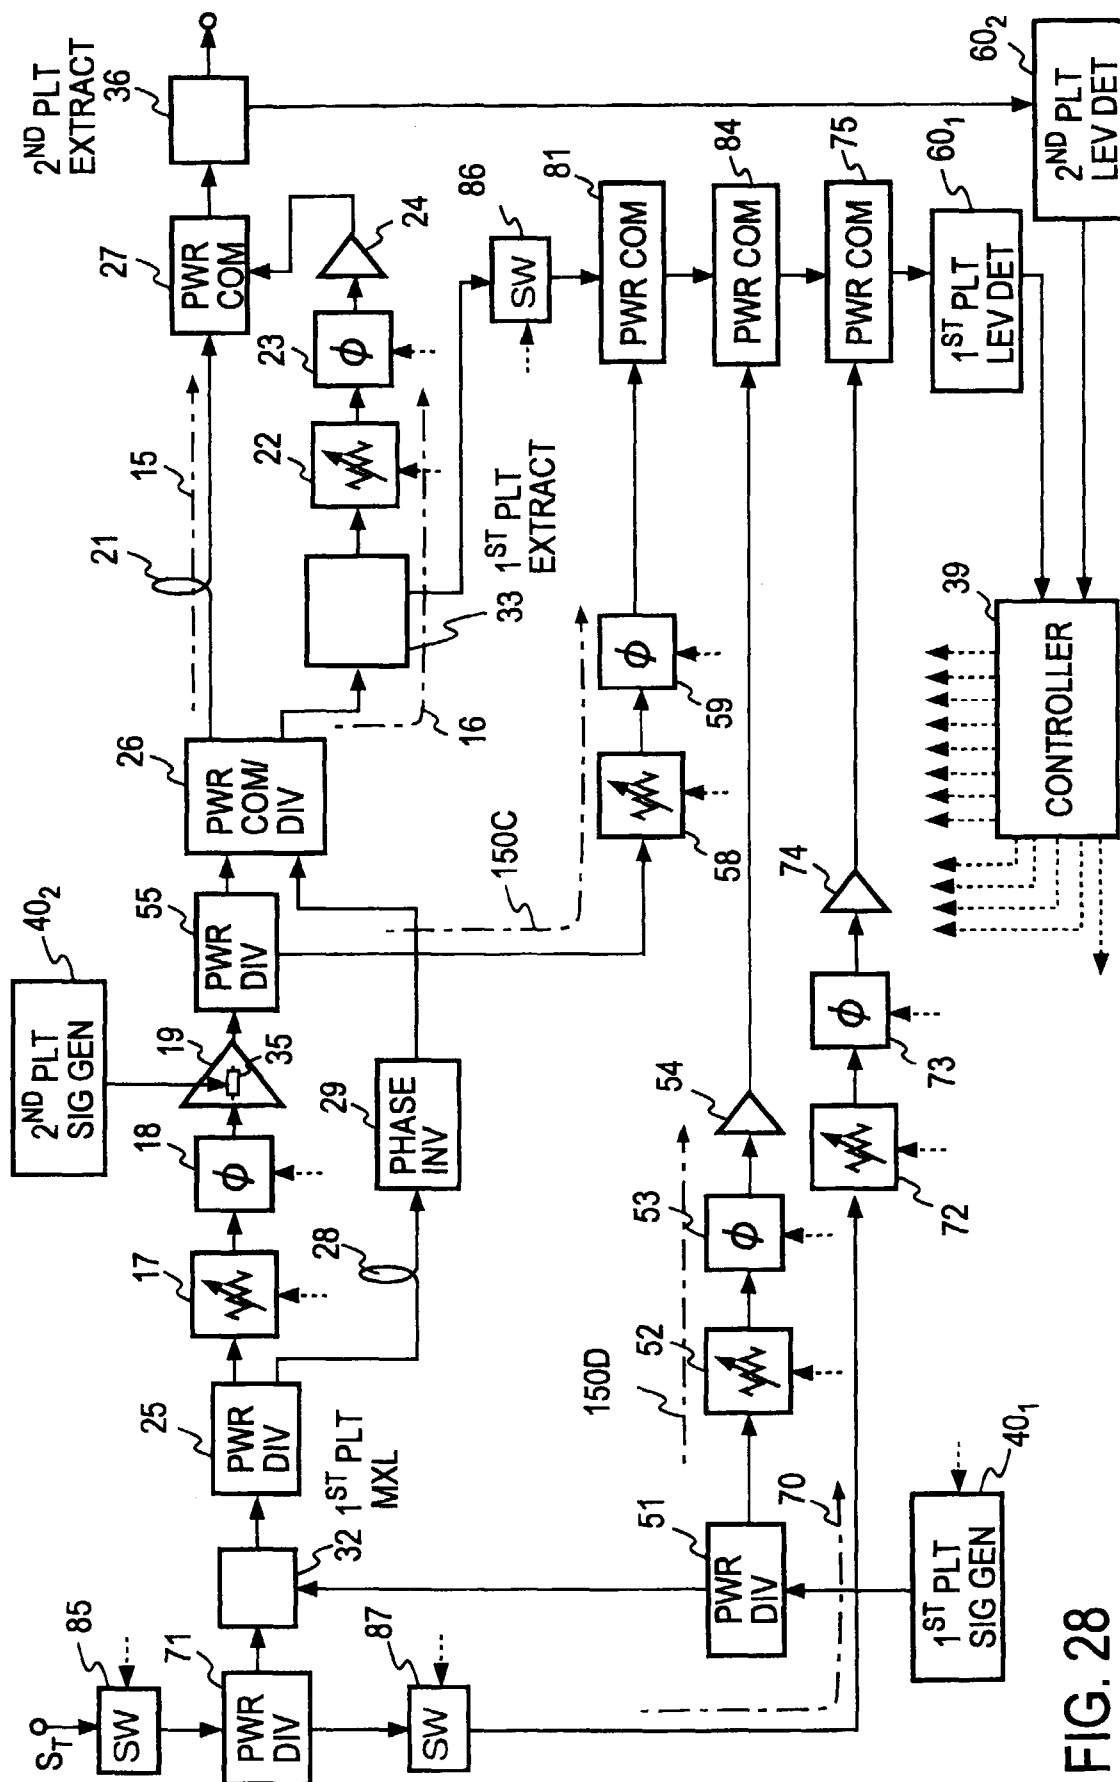 S_T
85
SW
71
PWR
DIV
87
SW
32
1ST PLT
MXL
25
PWR
DIV
17
18
ϕ
28
29
PHASE
INV
40₂
2ND PLT
SIG GEN
19
35
55
PWR
DIV
26
PWR
COM/
DIV
21
15
16
33
1ST PLT
EXTRACT
22
23
ϕ
24
27
PWR
COM
36
2ND PLT
EXTRACT
86
SW
81
PWR COM
84
PWR COM
75
PWR COM
60₁
1ST PLT
LEV DET
60₂
2ND PLT
LEV DET
150C
58
59
ϕ
39
CONTROLLER
150D
51
PWR
DIV
52
53
ϕ
54
70
72
73
ϕ
74
40₁
1ST PLT
SIG GEN
FIG. 28